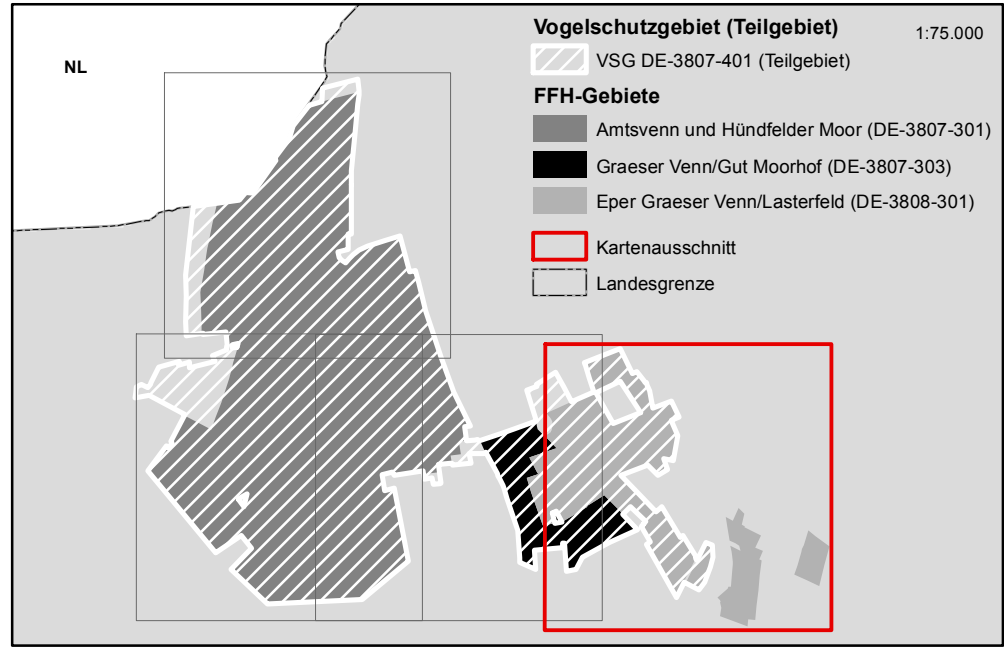 Vogelschutzgebiet (Teilgebiet)
1:75.000
NL
VSG DE-3807-401 (Teilgebiet)
FFH-Gebiete
Amtsvenn und Hündfelder Moor (DE-3807-301)
Graeser Venn/Gut Moorhof (DE-3807-303)
Eper Graeser Venn/Lasterfeld (DE-3808-301)
Kartenausschnitt
Landesgrenze